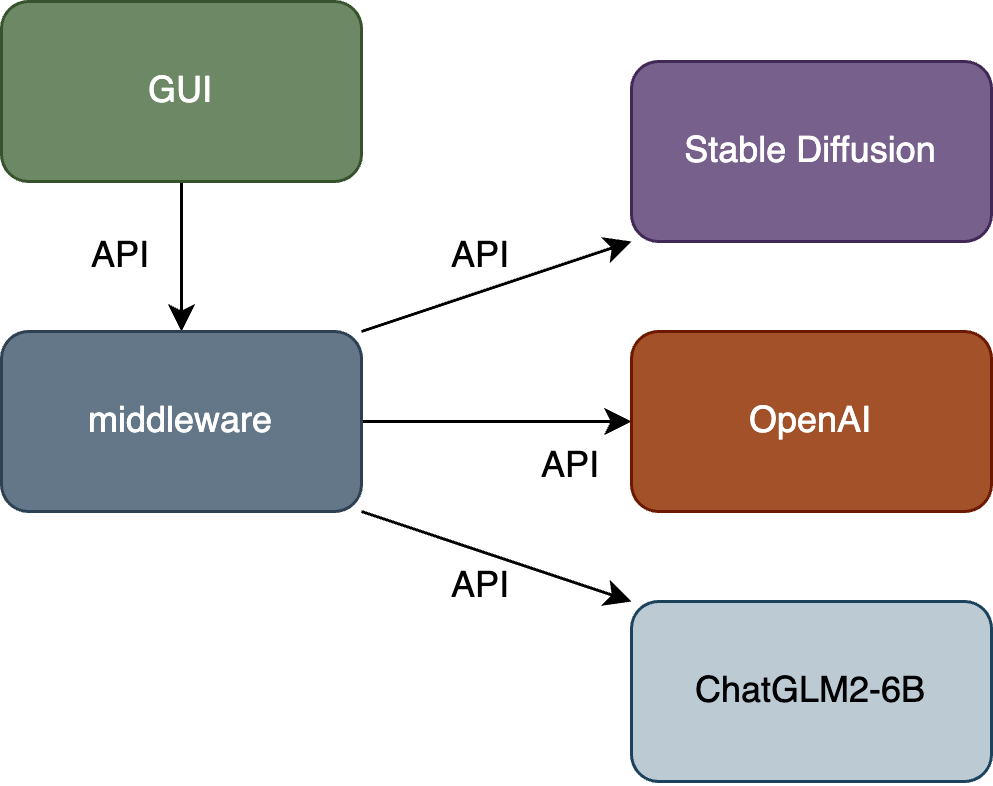 GUI
Stable Diffusion
API
API
middleware
OpenAI
API
API
ChatGLM2-6B